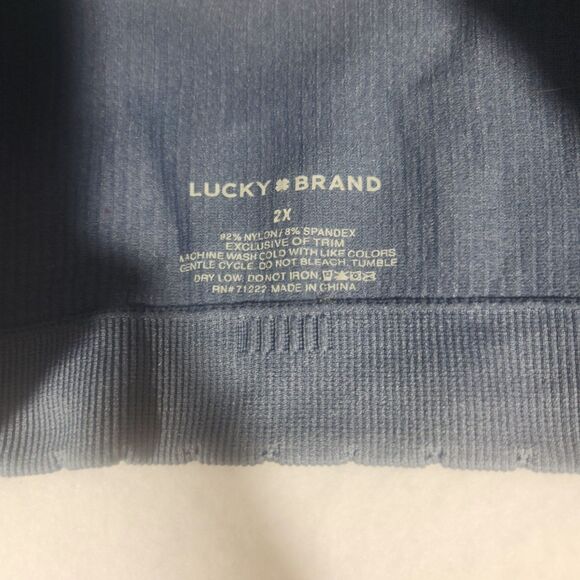 LUCKY BRAND
2X
92% NYLON/8% SPANDEX
EXCLUSIVE OF TRIM
MACHINE WASH COLD WITH LIKE COLORS
GENTLE CYCLE. DO NOT BLEACH. TUMBLE
DRY LOW. DO NOT IRON.
RN# 71222 MADE IN CHINA